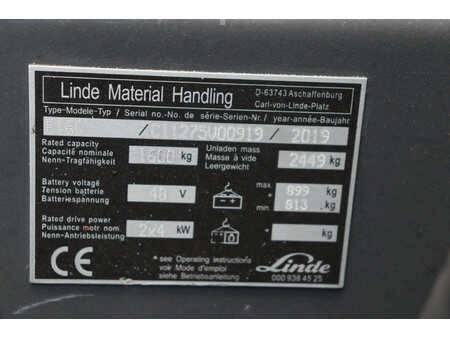 Linde Material Handling
D-63743 Aschaffenburg
Carl-von-Linde-Platz
Type-Modele-Typ / Serial no.-No. de série-Serien-Nr./ year-année-Baujahr
/ C11275W00919 / 2019
Rated capacity
Capacité nominale
Nenn-Tragfähigkeit
1600 kg
Unladen mass
Masse à vide
Leergewicht
2449 kg
Battery voltage
Tension batterie
Batteriespannung
48 V
max. 899 kg
*
min. 813 kg
Rated drive power
Puissance motr nom
Nenn-Antriebsleistung
2x4 kW
* kg
CE
* see Operating instructions
voir Mode d'emploi
siehe Betriebsanleitung
Linde
000 938 45 25